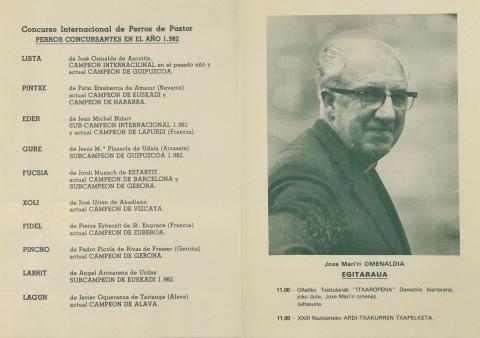 Concurso Internacional de Perros de Pastor
PERROS CONCURSANTES EN EL AÑO 1.982
LISTA de José Osinalde de Azcoitia.
CAMPEON INTERNACIONAL en el pasado año y
actual CAMPEON DE GUIPUZCOA.
PINTXE de Patxi Etxeberria de Amaiur (Navarra)
actual CAMPEON DE EUSKADI y
CAMPEON DE NABARRA.
EDER de Jean Michel Bidart
SUB-CAMPEON INTERNACIONAL 1.981
y actual CAMPEON DE LAPURDI (Francia).
GURE de Jesús M.ª Plazaola de Udala (Arrasate)
SUBCAMPEON DE GUIPUZCOA 1.982.
FUCSIA de Jordi Muxach de ESTARTIT.
actual CAMPEON DE BARCELONA y
SUBCAMPEON DE GERONA.
XOLI de José Urien de Abadiano
actual CAMPEON DE VIZCAYA.
FIDEL de Pierre Eyheralt de St. Engrace (Francia)
actual CAMPEON DE ZUBEROA.
PINCHO de Pedro Picola de Rivas de Fresser (Gerona)
actual CAMPEON DE GERONA.
LABRIT de Angel Arozarena de Urdax
SUBCAMPEON DE EUSKADI 1.982.
LAGUN de Javier Oqueranza de Tartanga (Alava)
actual CAMPEON DE ALAVA.
Joxe Mari'ri OMENALDIA
EGITARAUA
11,00 - Oñatiko Txistulariak "ITXAROPENA" Demetrio Iriarterena,
joko dute, Joxe Mari'ri omenez.
Ixiltasuna.
11,00 - XXIII Nazioarteko ARDI-TXAKURREN TXAPELKETA.